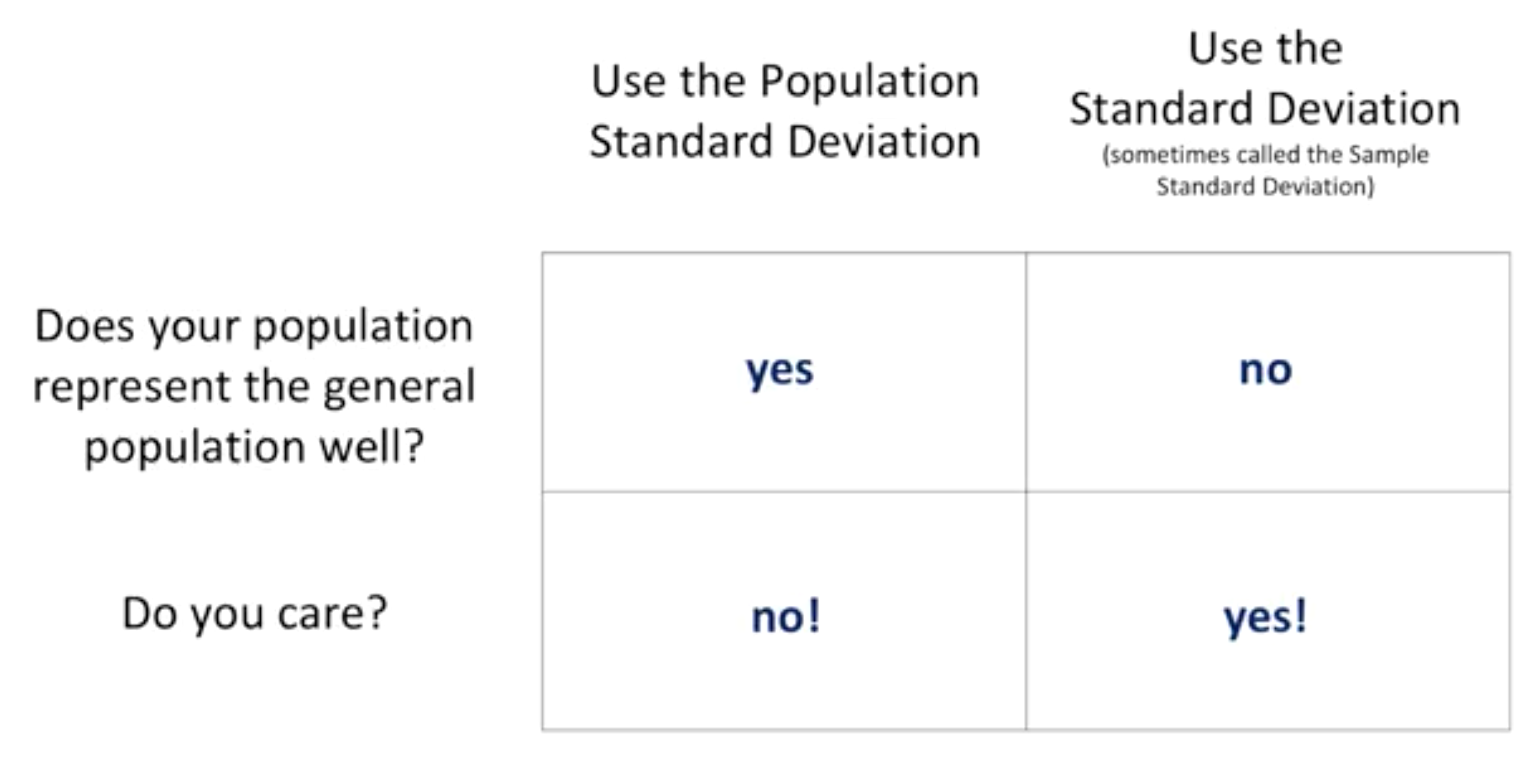 Use the Population
Standard Deviation
Use the
Standard Deviation
(sometimes called the Sample
Standard Deviation)
Does your population
represent the general
population well?
yes
no
Do you care?
no!
yes!